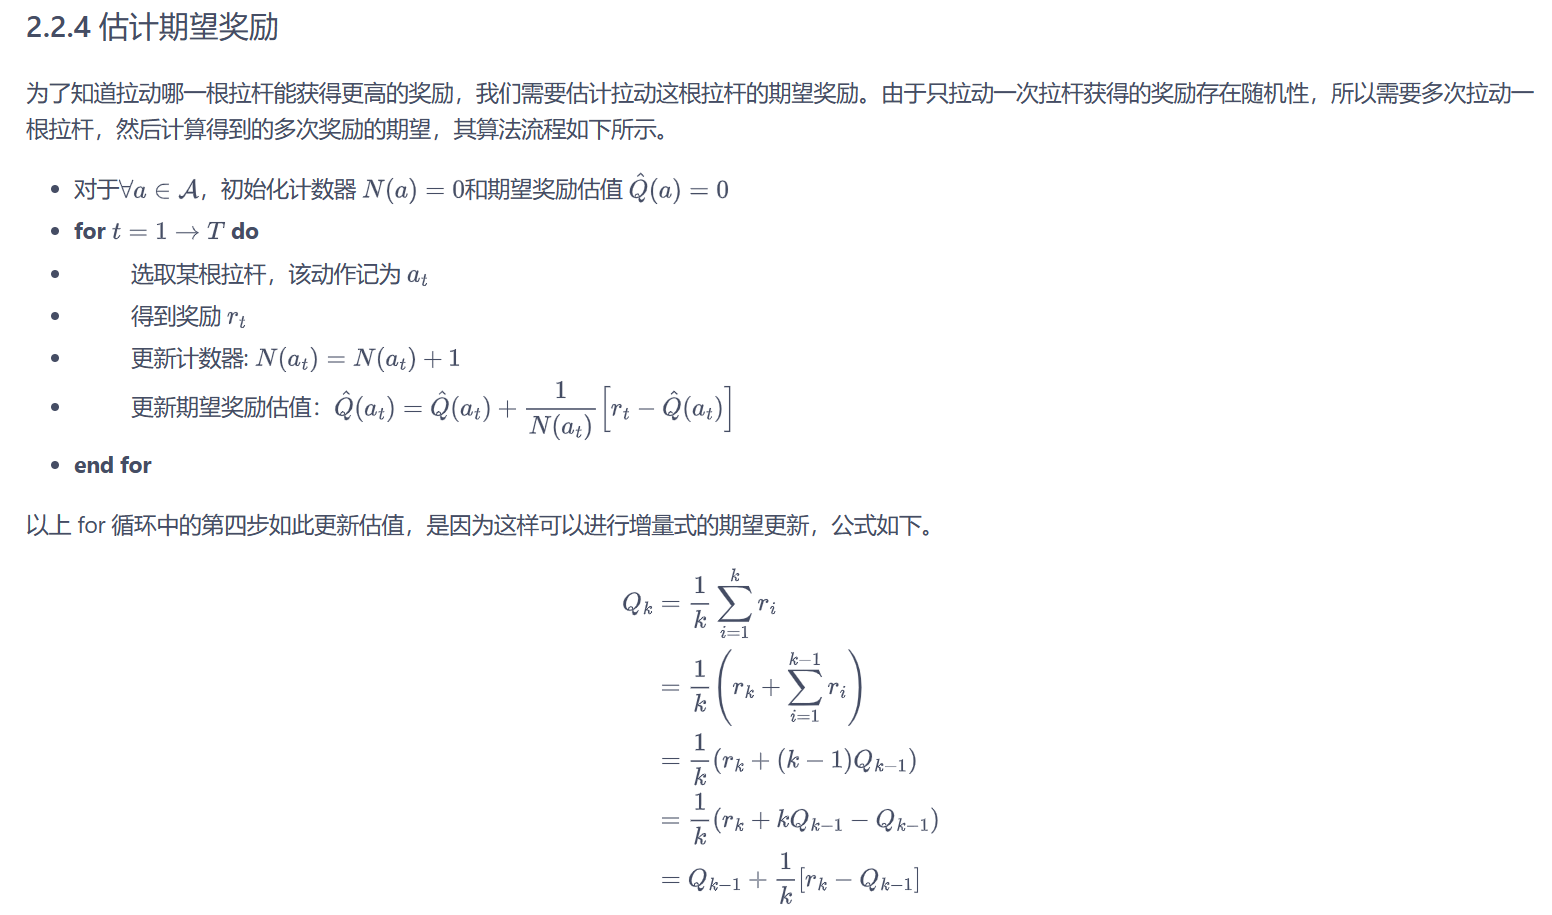 2.2.4 估计期望奖励
为了知道拉动哪一根拉杆能获得更高的奖励，我们需要估计拉动这根拉杆的期望奖励。由于只拉动一次拉杆获得的奖励存在随机性，所以需要多次拉动一
根拉杆，然后计算得到的多次奖励的期望，其算法流程如下所示。
• 对于$\forall a \in \mathcal{A}$，初始化计数器 $N(a) = 0$和期望奖励估值 $\hat{Q}(a) = 0$
• for $t = 1 \to T$ do
• 选取某根拉杆，该动作记为 $a_t$
• 得到奖励 $r_t$
• 更新计数器: $N(a_t) = N(a_t) + 1$
• 更新期望奖励估值：$\hat{Q}(a_t) = \hat{Q}(a_t) + \frac{1}{N(a_t)} \left[ r_t - \hat{Q}(a_t) \right]$
• end for
以上 for 循环中的第四步如此更新估值，是因为这样可以进行增量式的期望更新，公式如下。
$Q_k = \frac{1}{k} \sum_{i=1}^{k} r_i$
$= \frac{1}{k} \left( r_k + \sum_{i=1}^{k-1} r_i \right)$
$= \frac{1}{k} (r_k + (k - 1) Q_{k-1})$
$= \frac{1}{k} (r_k + k Q_{k-1} - Q_{k-1})$
$= Q_{k-1} + \frac{1}{k} [r_k - Q_{k-1}]$